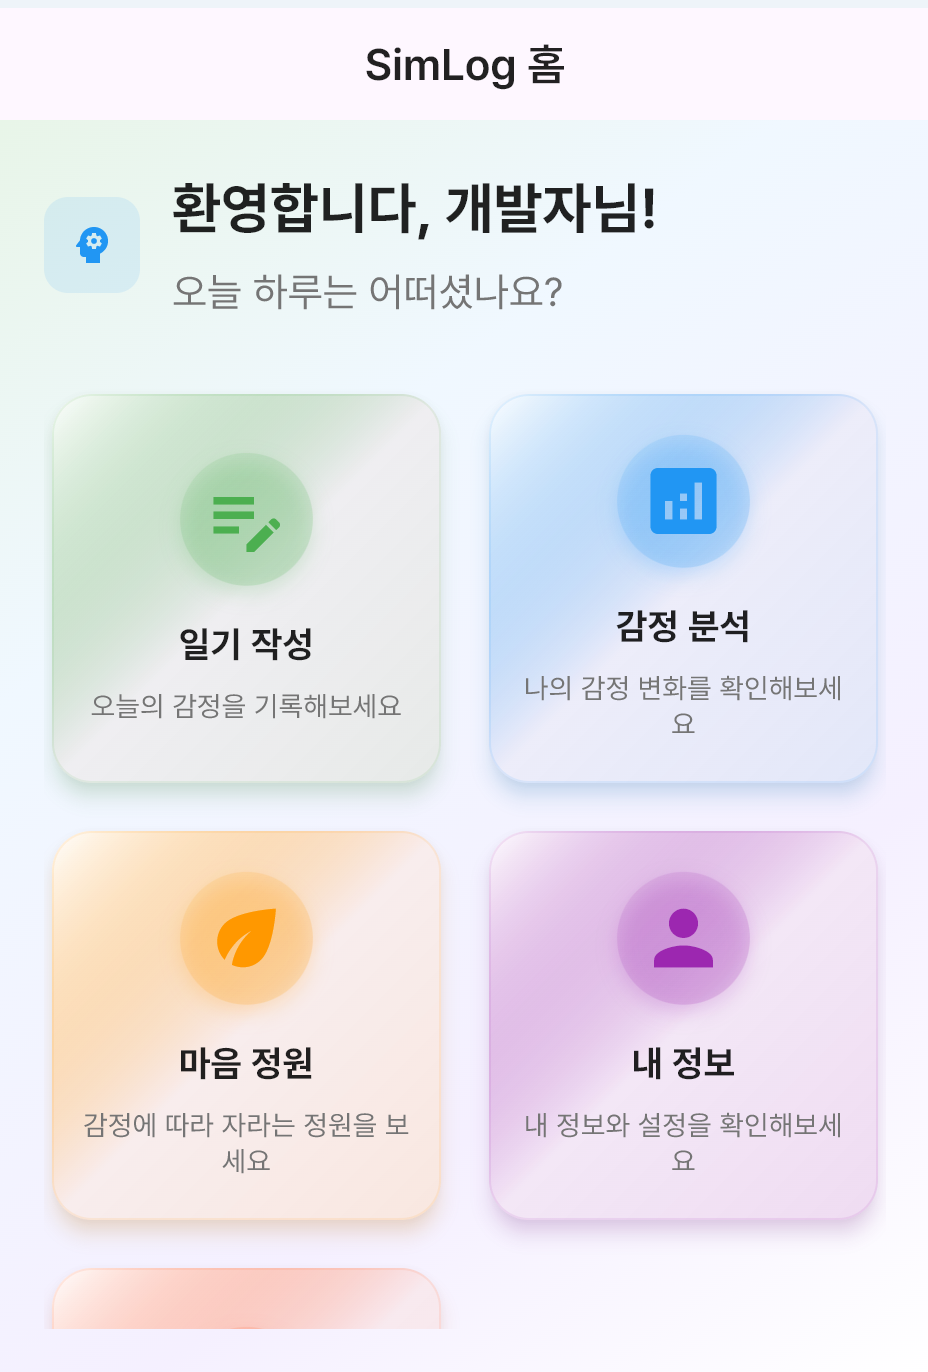 SimLog 홈
환영합니다, 개발자님!
오늘 하루는 어떠셨나요?
일기 작성
오늘의 감정을 기록해보세요
감정 분석
나의 감정 변화를 확인해보세
요
마음 정원
감정에 따라 자라는 정원을 보
세요
내 정보
내 정보와 설정을 확인해보세
요